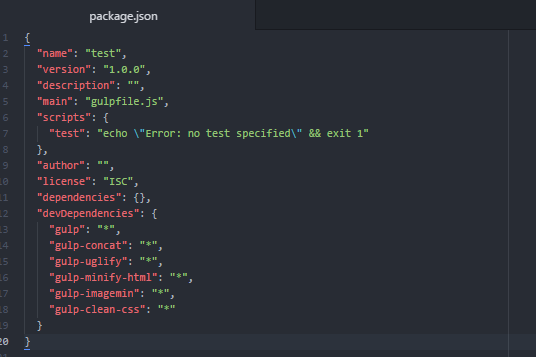 package.json
1 {
2 "name": "test",
3 "version": "1.0.0",
4 "description": "",
5 "main": "gulpfile.js",
6 "scripts": {
7 "test": "echo \"Error: no test specified\" && exit 1"
8 },
9 "author": "",
10 "license": "ISC",
11 "dependencies": {},
12 "devDependencies": {
13 "gulp": "*",
14 "gulp-concat": "*",
15 "gulp-uglify": "*",
16 "gulp-minify-html": "*",
17 "gulp-imagemin": "*",
18 "gulp-clean-css": "*"
19 }
20 }